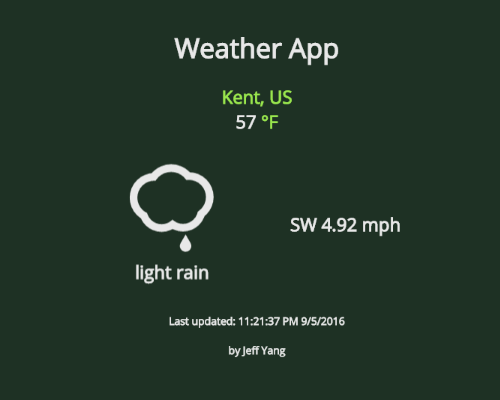 Weather App
Kent, US
57 °F
SW 4.92 mph
light rain
Last updated: 11:21:37 PM 9/5/2016
by Jeff Yang